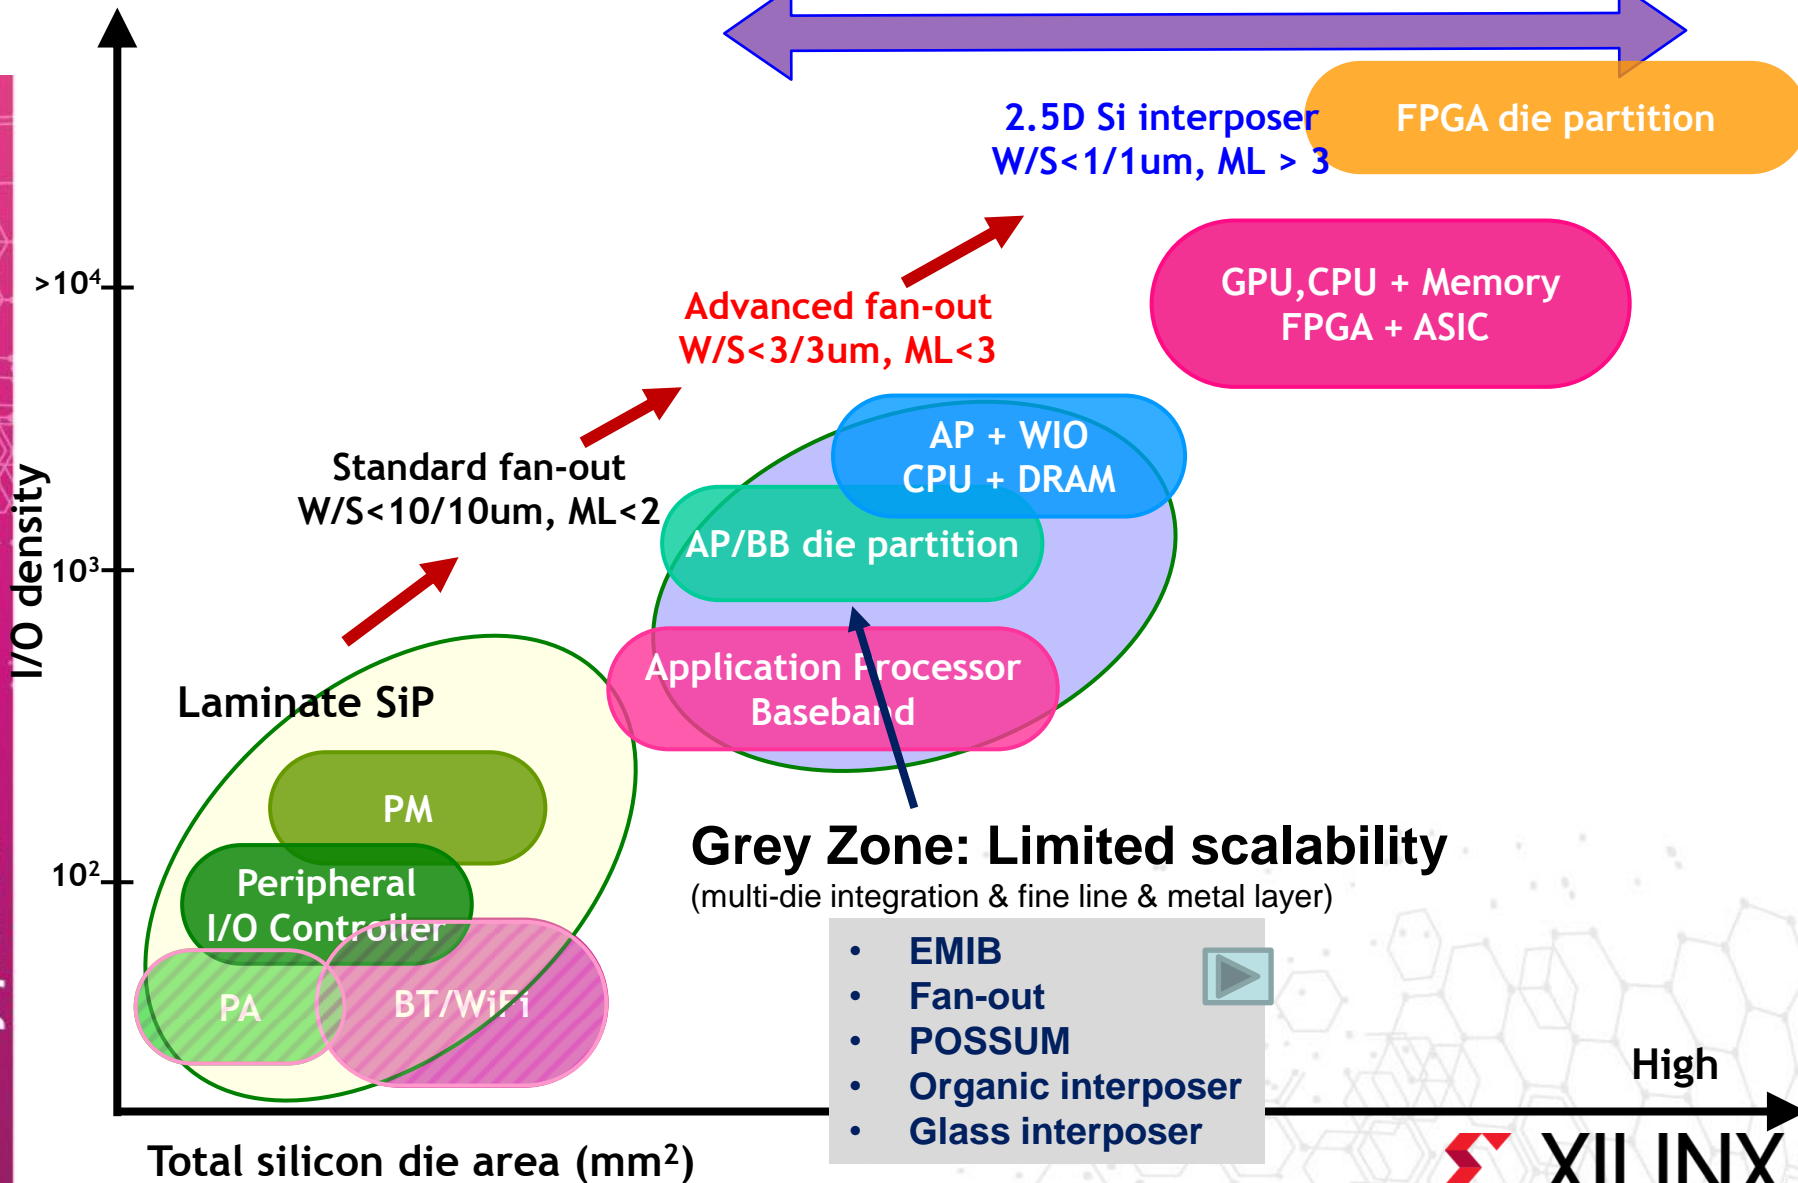 2.5D Si interposer
W/S<1/1um, ML > 3
FPGA die partition
>10⁴
GPU,CPU + Memory
FPGA + ASIC
Advanced fan-out
W/S<3/3um, ML<3
AP + WIO
CPU + DRAM
Standard fan-out
W/S<10/10um, ML<2
AP/BB die partition
10³
I/O density
Application Processor
Baseband
Laminate SiP
PM
10²
Peripheral
I/O Controller
PA
BT/WiFi
Grey Zone: Limited scalability
(multi-die integration & fine line & metal layer)
• EMIB
• Fan-out
• POSSUM
• Organic interposer
• Glass interposer
High
Total silicon die area (mm²)
XILINX